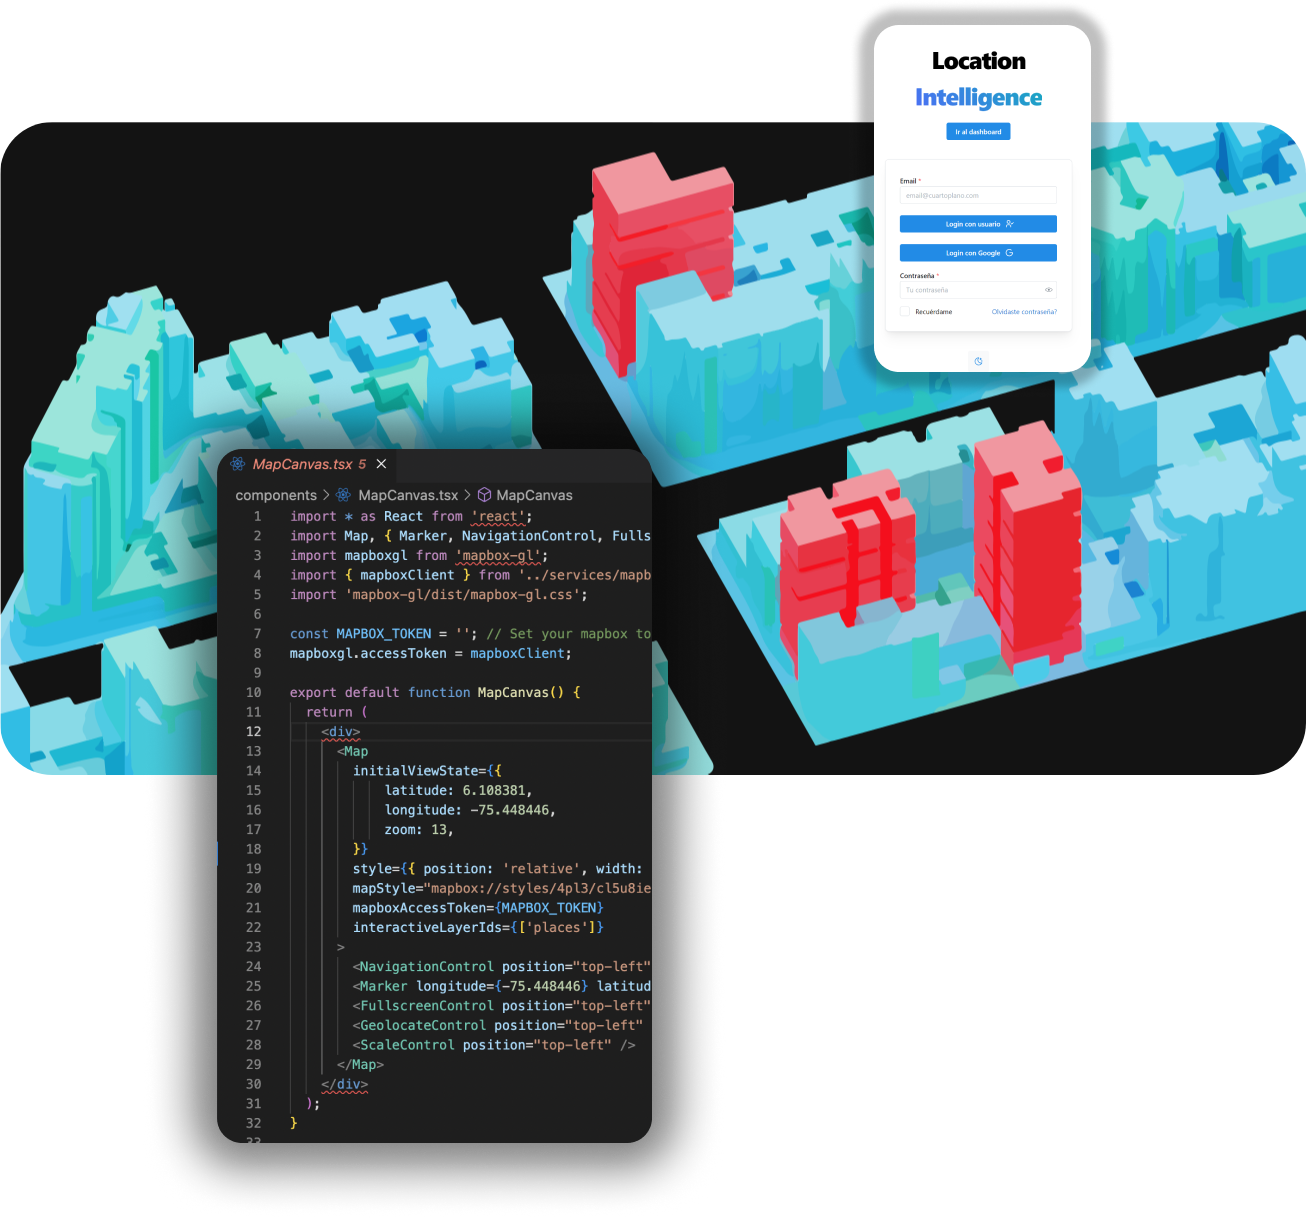 Location
Intelligence
Ir al dashboard
Email *
email@cuartoplano.com
Login con usuario
Login con Google
Contraseña *
Tu contraseña
Recuérdame
Olvidaste contraseña?
MapCanvas.tsx 5
components > MapCanvas.tsx > MapCanvas
1 import * as React from 'react';
2 import Map, { Marker, NavigationControl, Fulls
3 import mapboxgl from 'mapbox-gl';
4 import { mapboxClient } from '../services/mapb
5 import 'mapbox-gl/dist/mapbox-gl.css';
6
7 const MAPBOX_TOKEN = ''; // Set your mapbox to
8 mapboxgl.accessToken = mapboxClient;
9
10 export default function MapCanvas() {
11 return (
12 <div>
13 <Map
14 initialViewState={{
15 latitude: 6.108381,
16 longitude: -75.448446,
17 zoom: 13,
18 }}
19 style={{ position: 'relative', width:
20 mapStyle="mapbox://styles/4pl3/cl5u8ie
21 mapboxAccessToken={MAPBOX_TOKEN}
22 interactiveLayerIds={['places']}
23 >
24 <NavigationControl position="top-left"
25 <Marker longitude={-75.448446} latitud
26 <FullscreenControl position="top-left"
27 <GeolocateControl position="top-left"
28 <ScaleControl position="top-left" />
29 </Map>
30 </div>
31 );
32 }
33